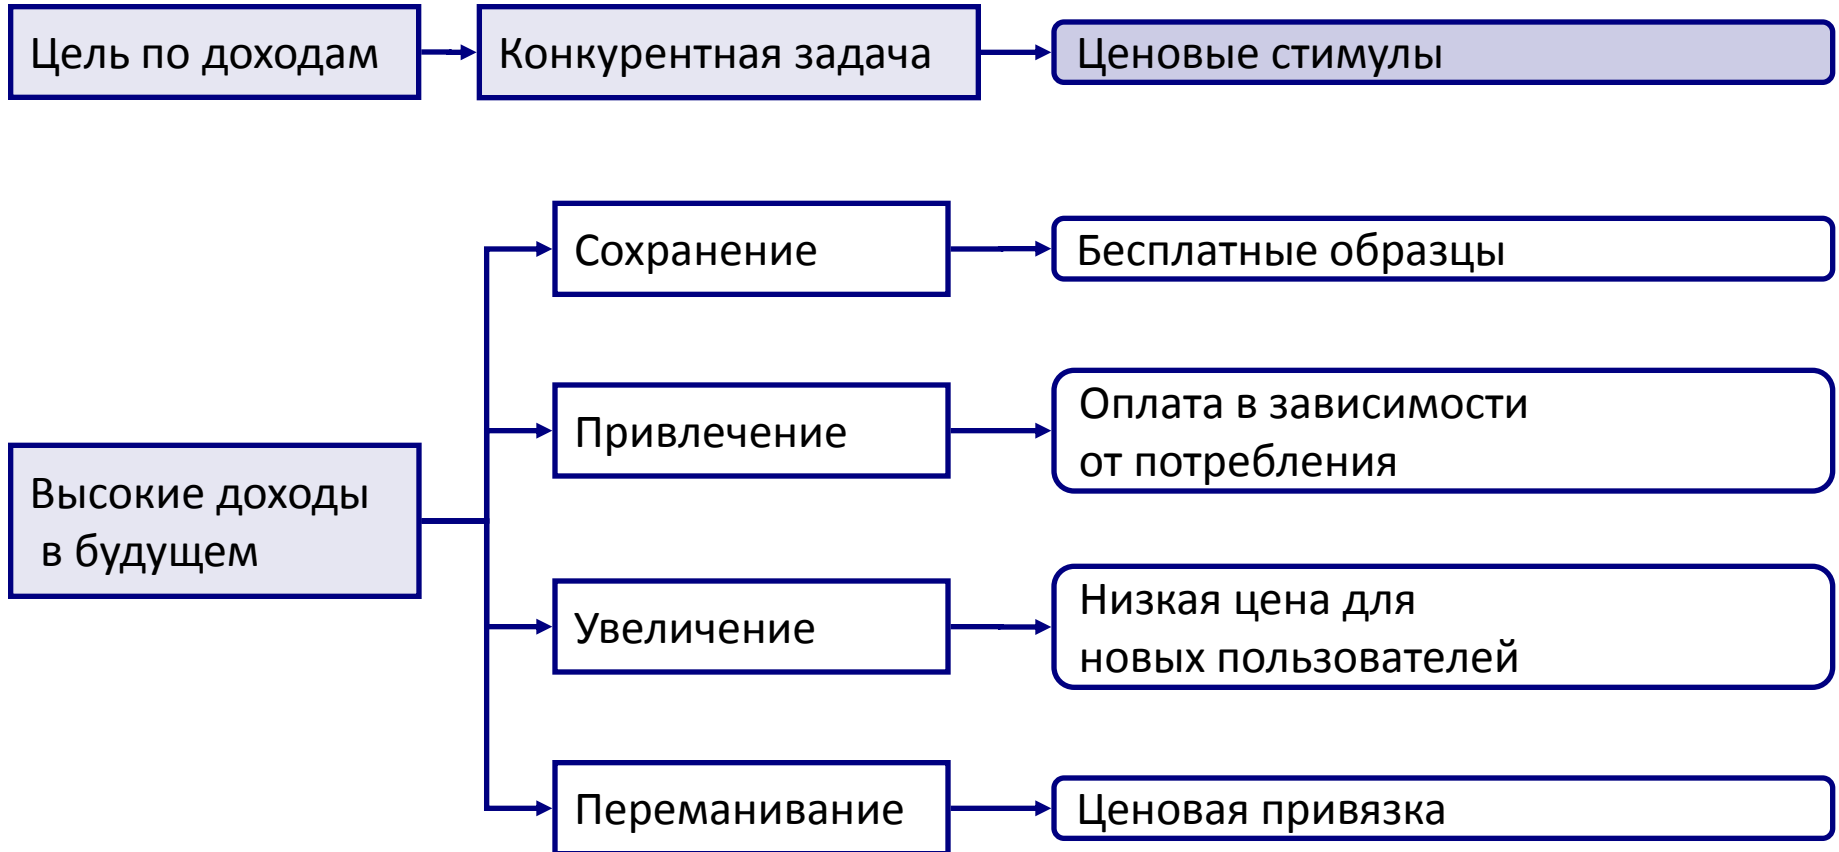 Цель по доходам
Конкурентная задача
Ценовые стимулы
Сохранение
Бесплатные образцы
Привлечение
Оплата в зависимости
от потребления
Высокие доходы
в будущем
Увеличение
Низкая цена для
новых пользователей
Переманивание
Ценовая привязка